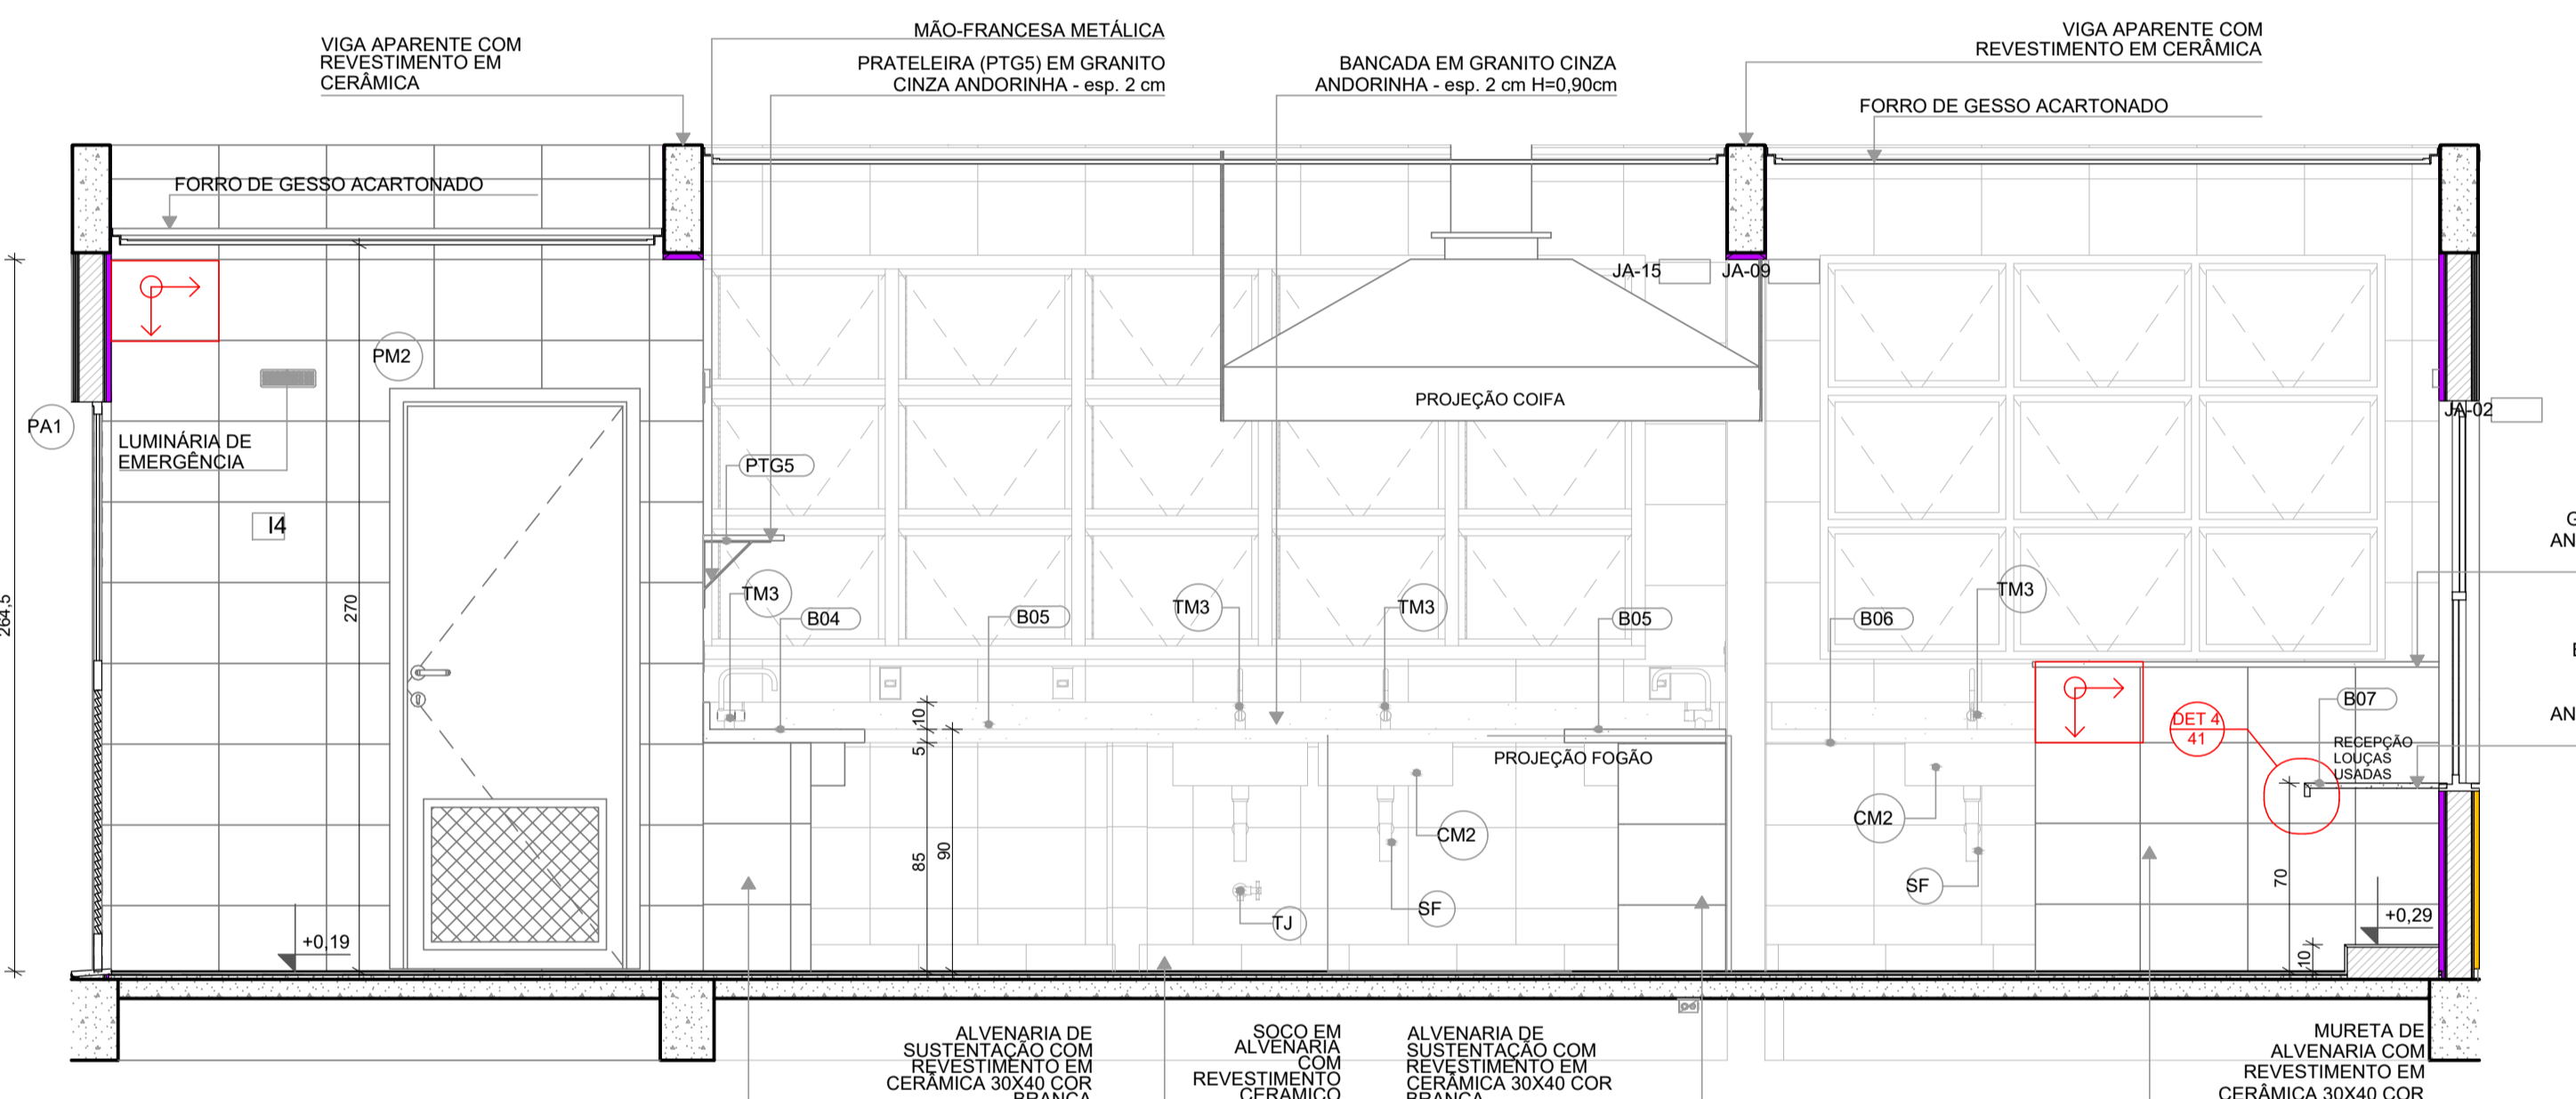 MÃO-FRANCESA METÁLICA
VIGA APARENTE COM
REVESTIMENTO EM
CERÂMICA
PRATELEIRA (PTG5) EM GRANITO
CINZA ANDORINHA - esp. 2 cm
BANCADA EM GRANITO CINZA
ANDORINHA - esp. 2 cm H=0,90cm
VIGA APARENTE COM
REVESTIMENTO EM CERÂMICA
FORRO DE GESSO ACARTONADO
FORRO DE GESSO ACARTONADO
JA-15
JA-09
PM2
PROJEÇÃO COIFA
JA-02
PA1
LUMINÁRIA DE
EMERGÊNCIA
PTG5
I4
G
AN
264,5
270
TM3
B04
B05
TM3
TM3
B05
B06
TM3
E
B07
AN
10
5
DET 4
41
PROJEÇÃO FOGÃO
RECEPÇÃO
LOUÇAS
USADAS
CM2
CM2
85
90
SF
SF
TJ
70
+0,19
+0,29
10
ALVENARIA DE
SUSTENTAÇÃO COM
REVESTIMENTO EM
CERÂMICA 30X40 COR
BRANCA
SOCO EM
ALVENARIA
COM
REVESTIMENTO
CERAMICO
ALVENARIA DE
SUSTENTAÇÃO COM
REVESTIMENTO EM
CERÂMICA 30X40 COR
BRANCA
MURETA DE
ALVENARIA COM
REVESTIMENTO EM
CERÂMICA 30X40 COR